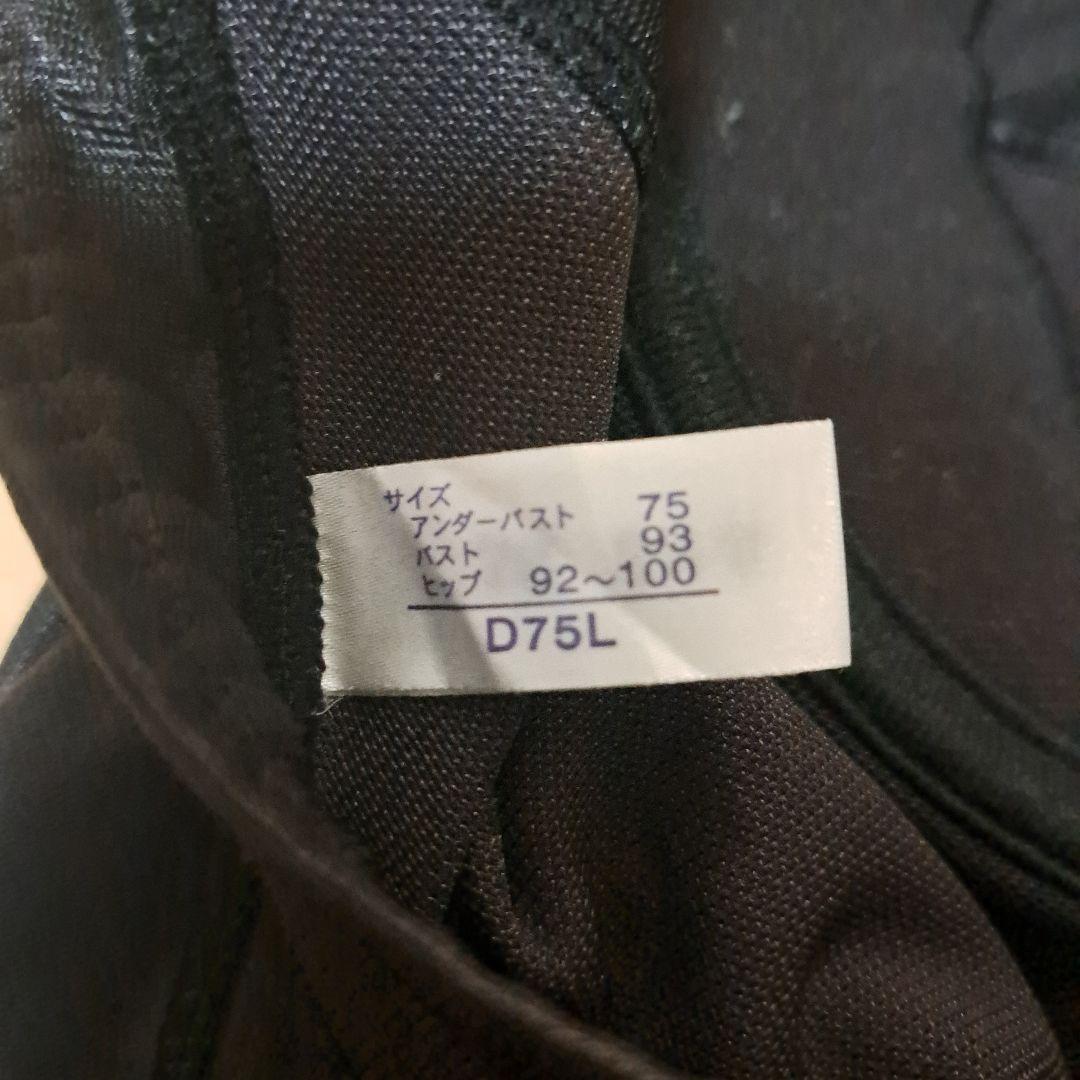 サイズ
アンダーバスト 75
バスト 93
ヒップ 92～100
D75L